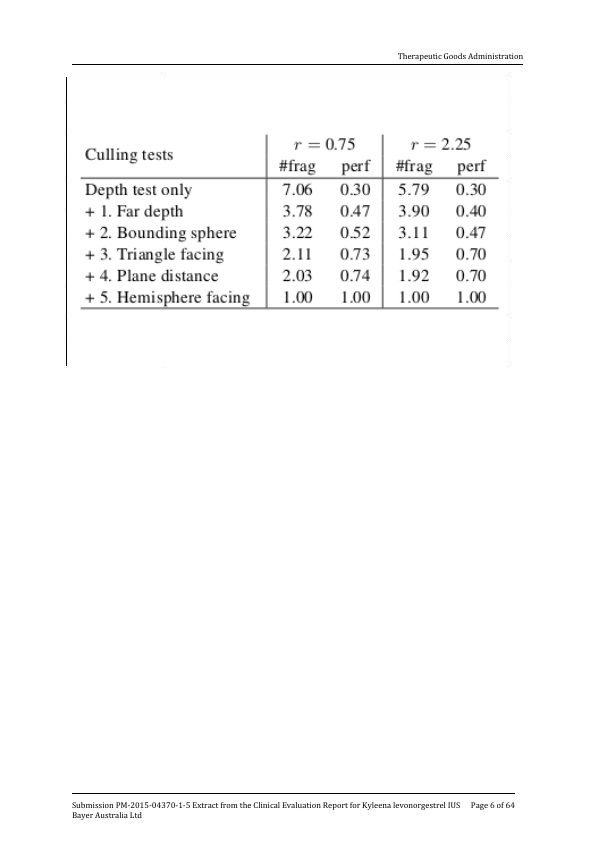 Therapeutic Goods Administration
Culling tests r = 0.75 r = 2.25
#frag perf #frag perf
Depth test only 7.06 0.30 5.79 0.30
+ 1. Far depth 3.78 0.47 3.90 0.40
+ 2. Bounding sphere 3.22 0.52 3.11 0.47
+ 3. Triangle facing 2.11 0.73 1.95 0.70
+ 4. Plane distance 2.03 0.74 1.92 0.70
+ 5. Hemisphere facing 1.00 1.00 1.00 1.00
Submission PM-2015-04370-1-5 Extract from the Clinical Evaluation Report for Kyleena levonorgestrel IUS Page 6 of 64
Bayer Australia Ltd